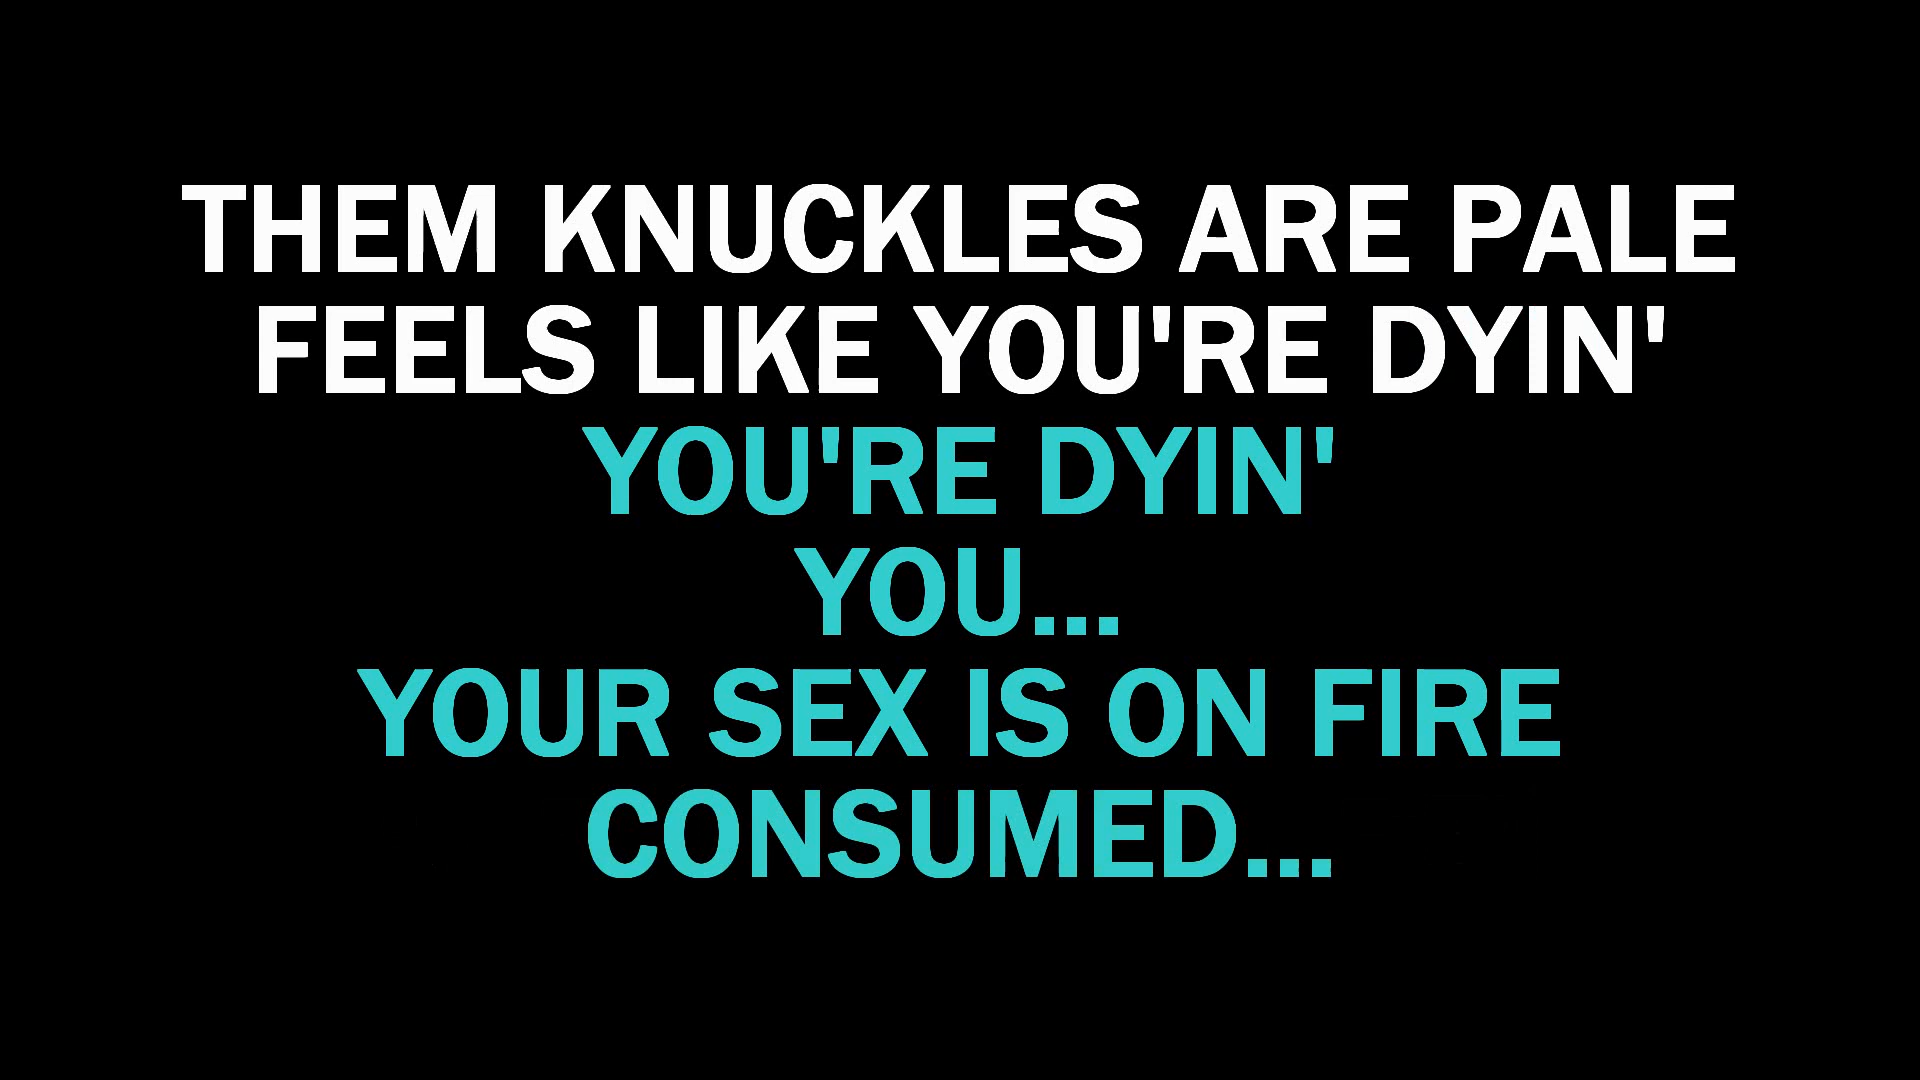 THEM KNUCKLES ARE PALE
FEELS LIKE YOU'RE DYIN'
YOU'RE DYIN'
YOU...
YOUR SEX IS ON FIRE
CONSUMED...